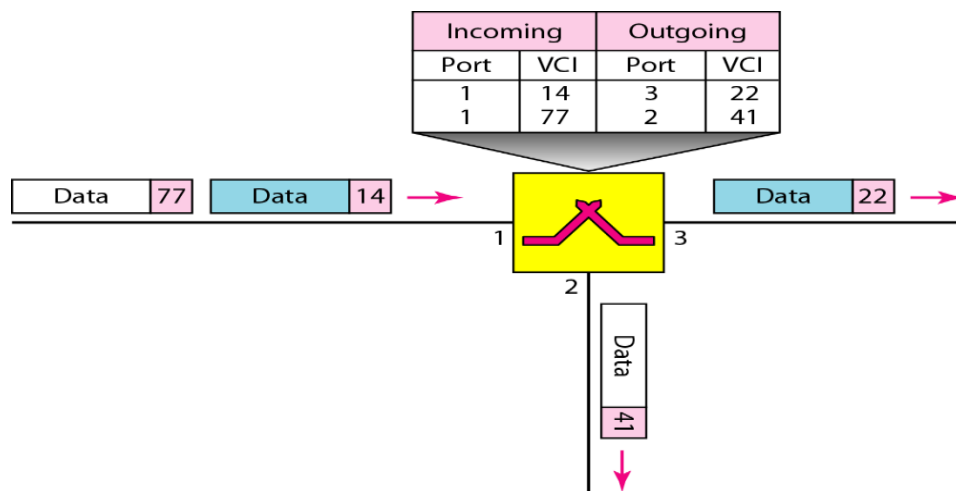 Incoming Outgoing
Port VCI Port VCI
1 14 3 22
1 77 2 41
Data 77 Data 14 Data 22
1 3
2
Data 41